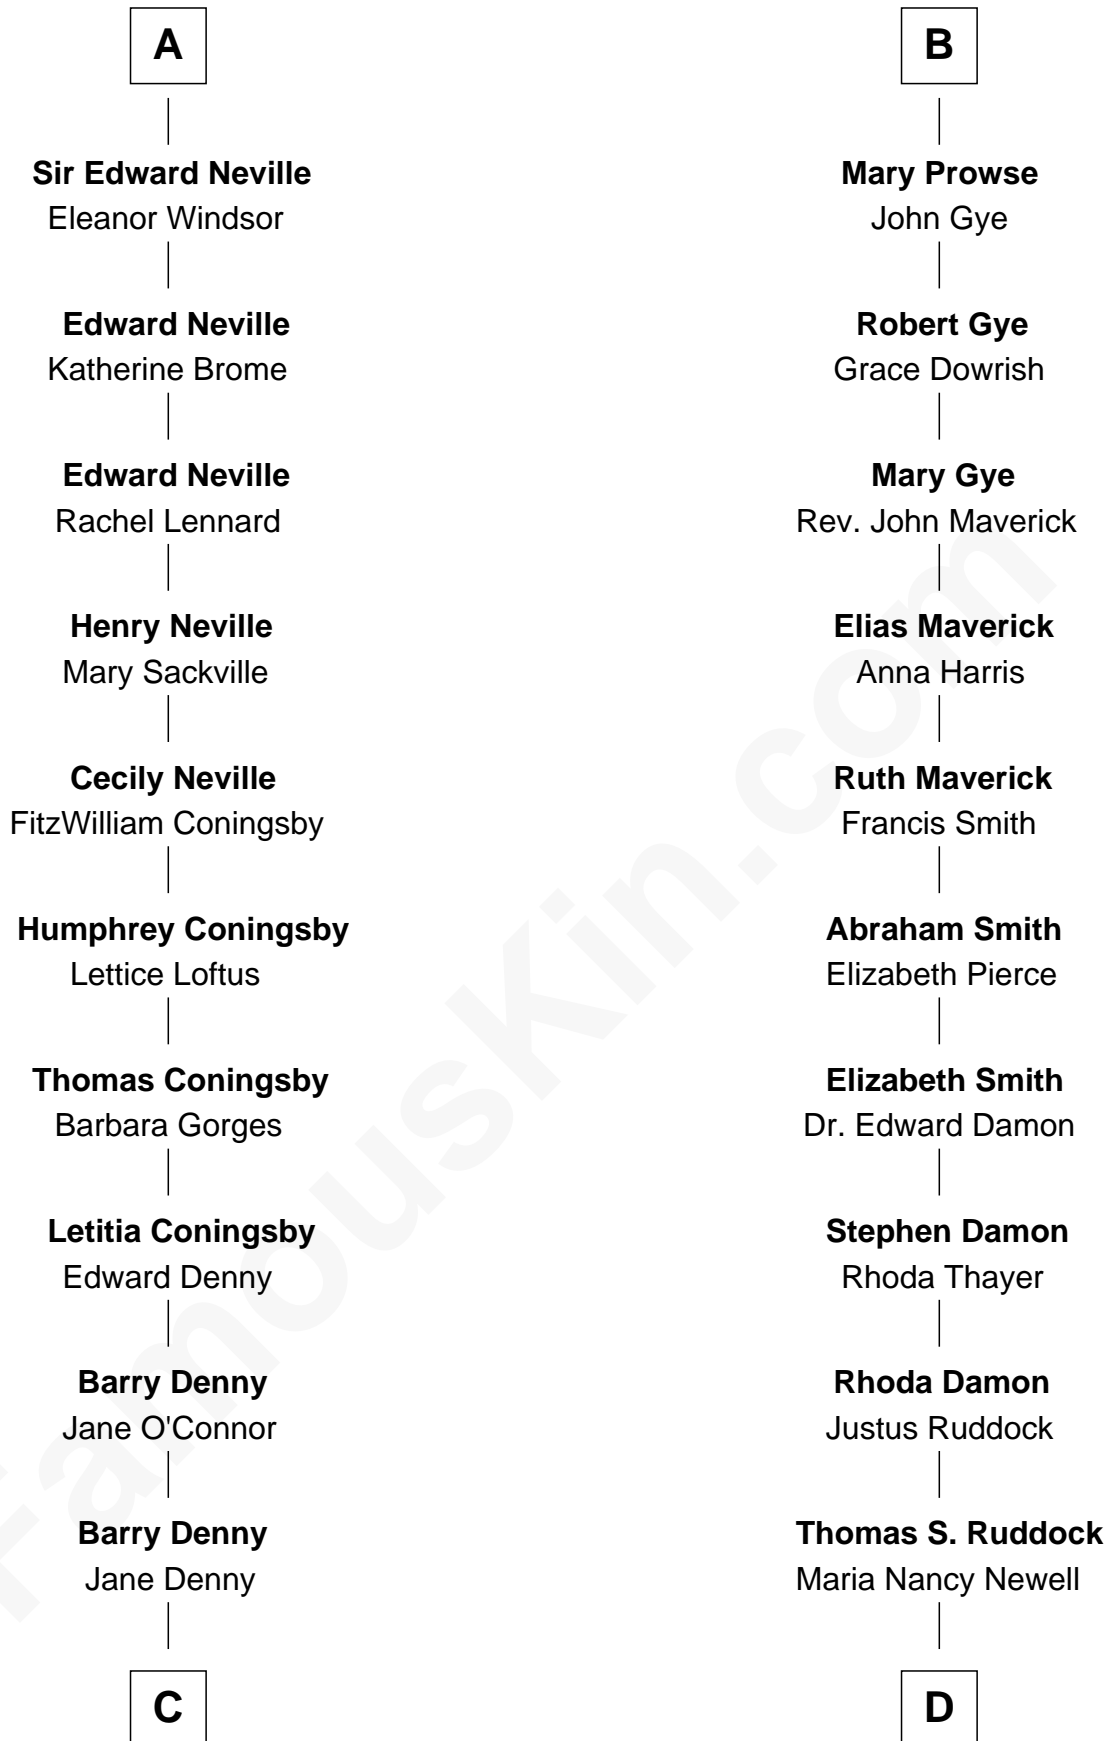 A
Sir Edward Neville
Eleanor Windsor
Edward Neville
Katherine Brome
Edward Neville
Rachel Lennard
Henry Neville
Mary Sackville
Cecily Neville
FitzWilliam Coningsby
Humphrey Coningsby
Lettice Loftus
Thomas Coningsby
Barbara Gorges
Letitia Coningsby
Edward Denny
Barry Denny
Jane O'Connor
Barry Denny
Jane Denny
C
B
Mary Prowse
John Gye
Robert Gye
Grace Dowrish
Mary Gye
Rev. John Maverick
Elias Maverick
Anna Harris
Ruth Maverick
Francis Smith
Abraham Smith
Elizabeth Pierce
Elizabeth Smith
Dr. Edward Damon
Stephen Damon
Rhoda Thayer
Rhoda Damon
Justus Ruddock
Thomas S. Ruddock
Maria Nancy Newell
D
FamousKin.com